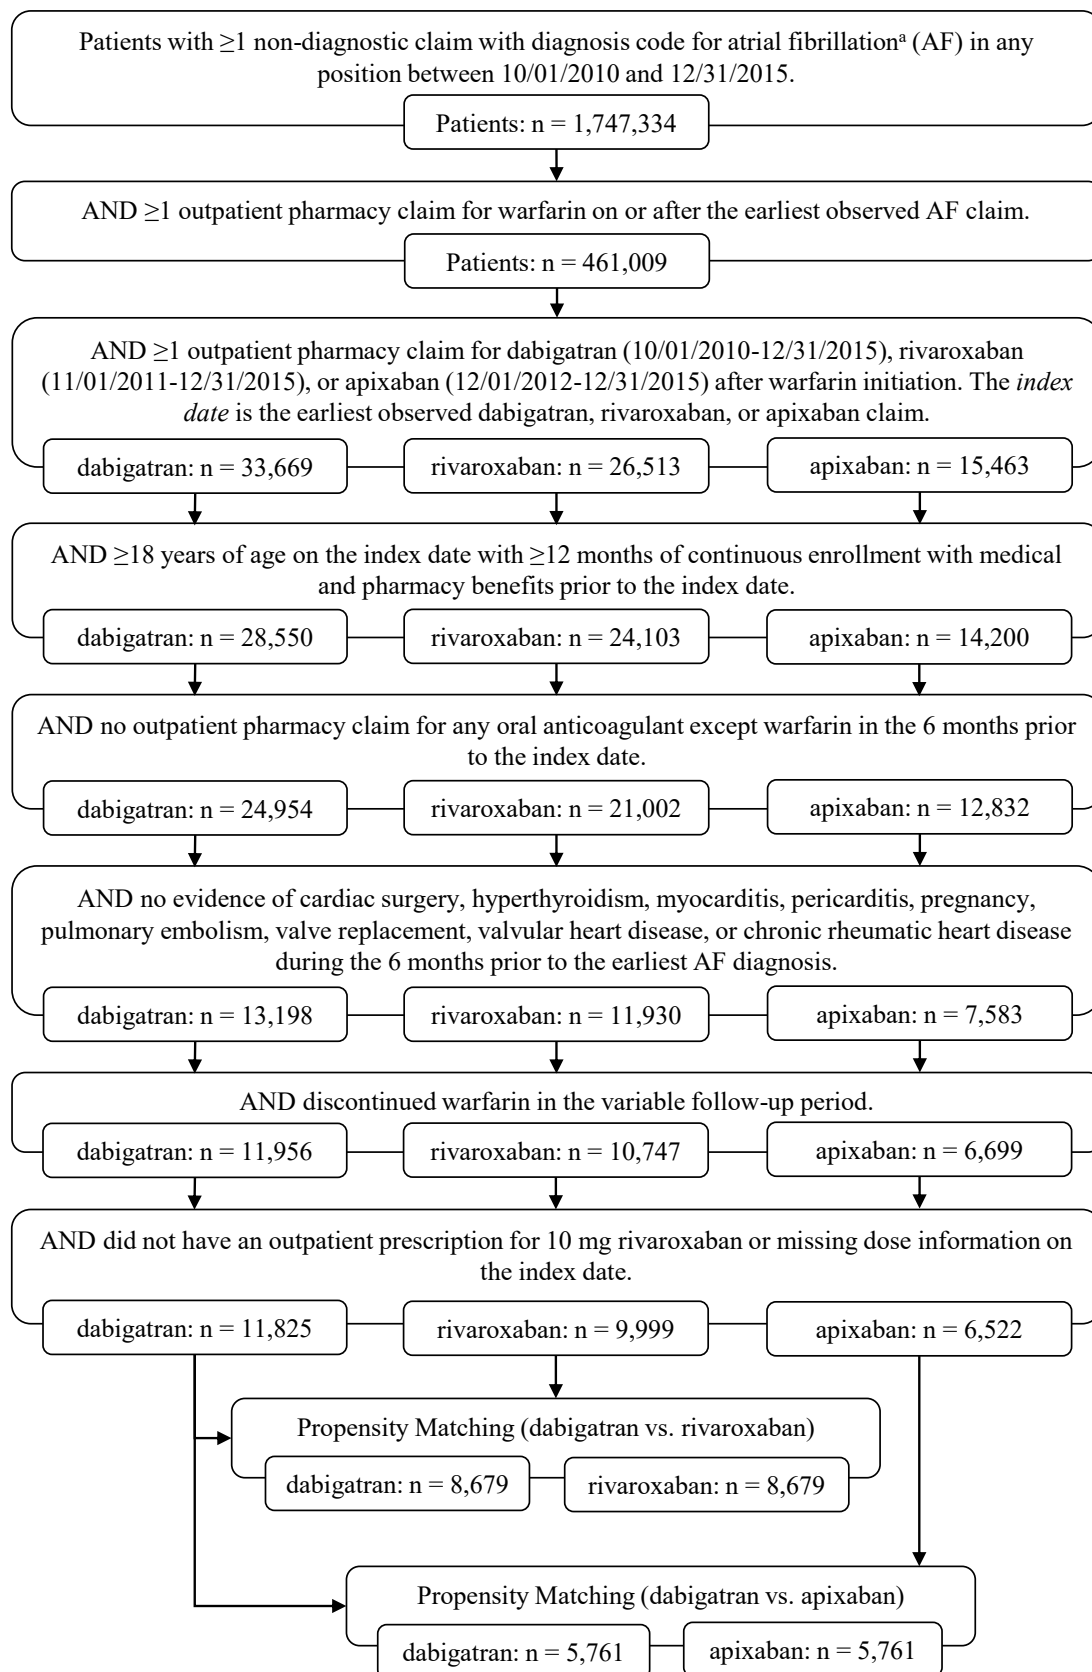 Patients with ≥1 non-diagnostic claim with diagnosis code for atrial fibrillationᵃ (AF) in any
position between 10/01/2010 and 12/31/2015.
Patients: n = 1,747,334
AND ≥1 outpatient pharmacy claim for warfarin on or after the earliest observed AF claim.
Patients: n = 461,009
AND ≥1 outpatient pharmacy claim for dabigatran (10/01/2010-12/31/2015), rivaroxaban
(11/01/2011-12/31/2015), or apixaban (12/01/2012-12/31/2015) after warfarin initiation. The index
date is the earliest observed dabigatran, rivaroxaban, or apixaban claim.
dabigatran: n = 33,669
rivaroxaban: n = 26,513
apixaban: n = 15,463
AND ≥18 years of age on the index date with ≥12 months of continuous enrollment with medical
and pharmacy benefits prior to the index date.
dabigatran: n = 28,550
rivaroxaban: n = 24,103
apixaban: n = 14,200
AND no outpatient pharmacy claim for any oral anticoagulant except warfarin in the 6 months prior
to the index date.
dabigatran: n = 24,954
rivaroxaban: n = 21,002
apixaban: n = 12,832
AND no evidence of cardiac surgery, hyperthyroidism, myocarditis, pericarditis, pregnancy,
pulmonary embolism, valve replacement, valvular heart disease, or chronic rheumatic heart disease
during the 6 months prior to the earliest AF diagnosis.
dabigatran: n = 13,198
rivaroxaban: n = 11,930
apixaban: n = 7,583
AND discontinued warfarin in the variable follow-up period.
dabigatran: n = 11,956
rivaroxaban: n = 10,747
apixaban: n = 6,699
AND did not have an outpatient prescription for 10 mg rivaroxaban or missing dose information on
the index date.
dabigatran: n = 11,825
rivaroxaban: n = 9,999
apixaban: n = 6,522
Propensity Matching (dabigatran vs. rivaroxaban)
dabigatran: n = 8,679
rivaroxaban: n = 8,679
Propensity Matching (dabigatran vs. apixaban)
dabigatran: n = 5,761
apixaban: n = 5,761